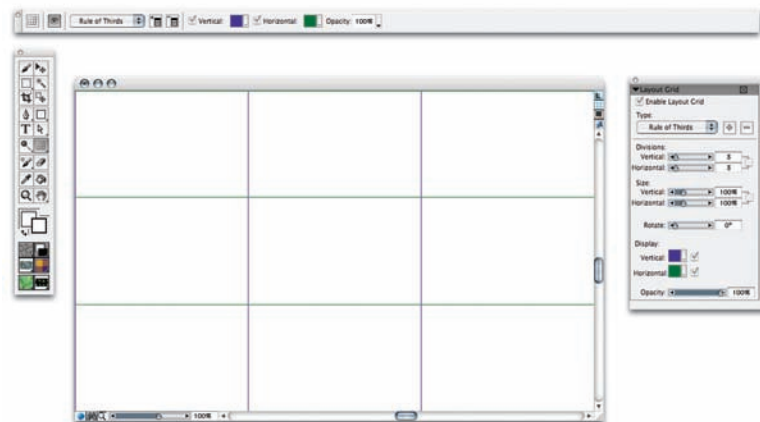 Rule of Thirds Vertical: Horizontal: Opacity: 100%
T
Layout Grid
Enable Layout Grid
Type:
Rule of Thirds
Divisions:
Vertical: 3
Horizontal: 3
Size:
Vertical: 100%
Horizontal: 100%
Rotate: 0°
Display:
Vertical:
Horizontal:
Opacity: 100%
100%